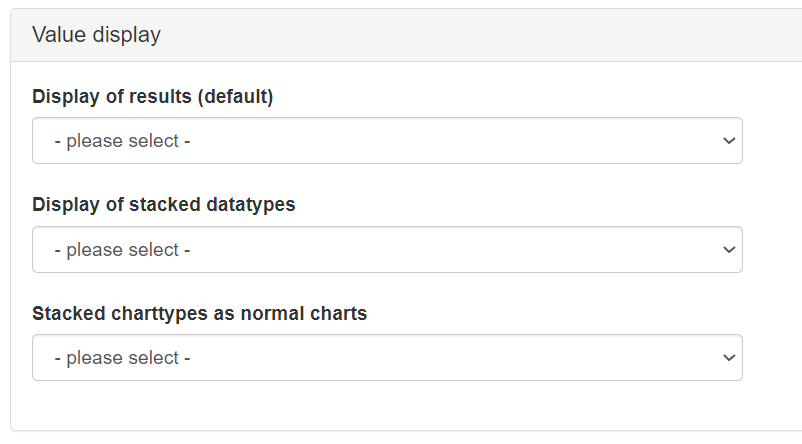 Value display
Display of results (default)
- please select -
Display of stacked datatypes
- please select -
Stacked charttypes as normal charts
- please select -